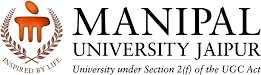 INSPIRED BY LIFE
MANIPAL
UNIVERSITY JAIPUR
University under Section 2(f) of the UGC Act